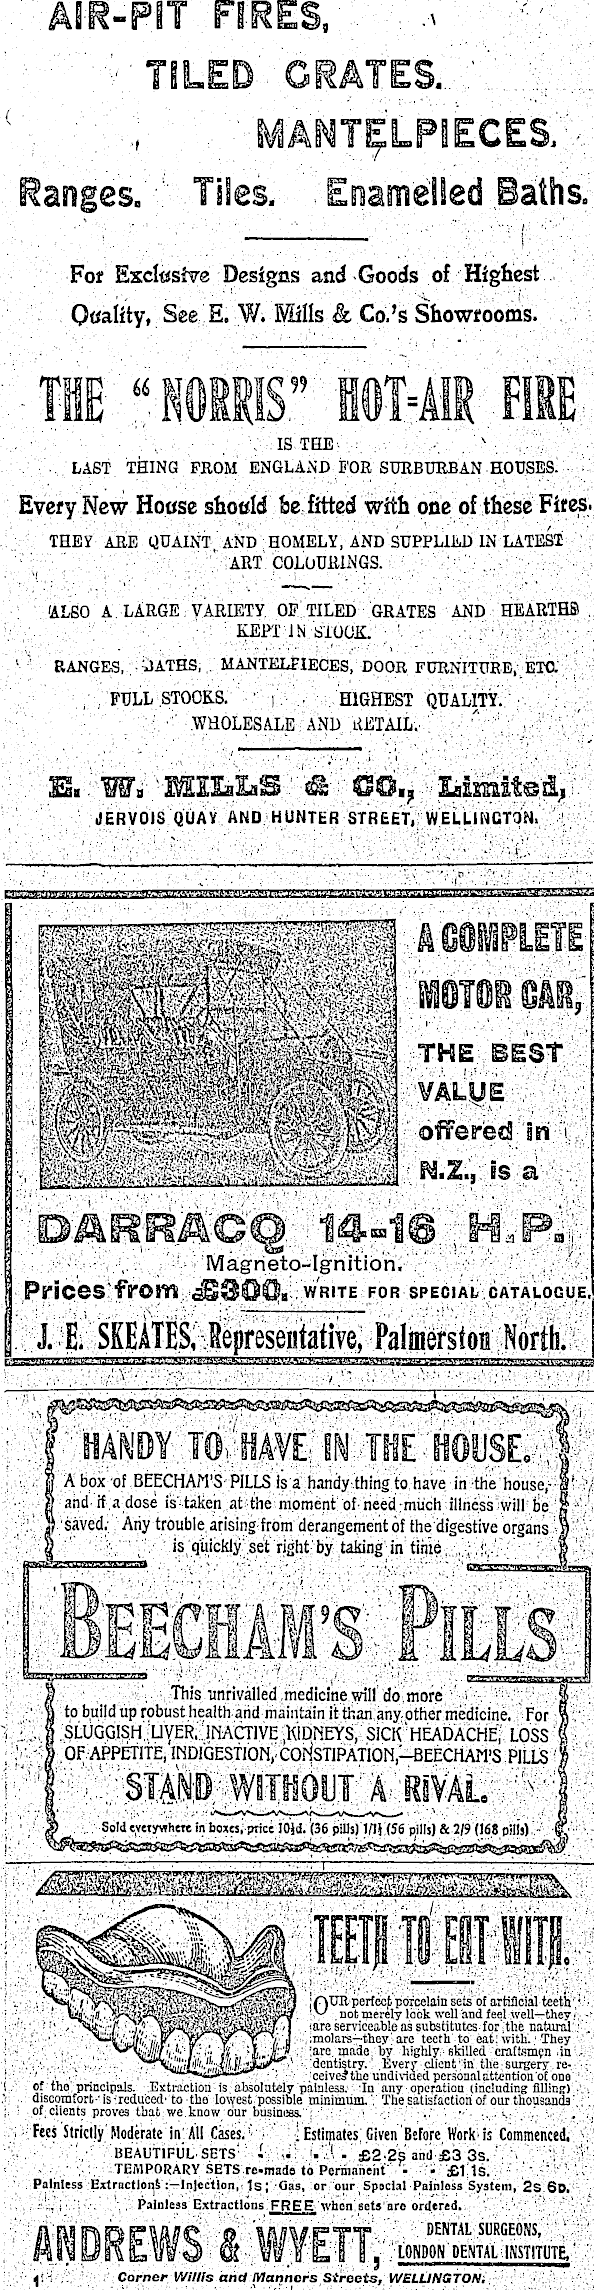 AIR-PIT FIRES,
TILED GRATES.
MANTELPIECES.
Ranges. Tiles. Enamelled Baths.
For Exclusive Designs and Goods of Highest
Quality, See E. W. Mills & Co.'s Showrooms.
THE "NORRIS" HOT=AIR FIRE
IS THE
LAST THING FROM ENGLAND FOR SURBURBAN HOUSES.
Every New House should be fitted with one of these Fires.
THEY ARE QUAINT AND HOMELY, AND SUPPLIED IN LATEST
ART COLOURINGS.
ALSO A LARGE VARIETY OF TILED GRATES AND HEARTHS
KEPT IN STOCK.
RANGES, BATHS, MANTELPIECES, DOOR FURNITURE, ETC.
FULL STOCKS. HIGHEST QUALITY.
WHOLESALE AND RETAIL.
E. W. MILLS & CO., Limited,
JERVOIS QUAY AND HUNTER STREET, WELLINGTON.
A COMPLETE
MOTOR CAR,
THE BEST
VALUE
offered in
N.Z., is a
DARRACQ 14-16 H.P.
Magneto-Ignition.
Prices from £300. WRITE FOR SPECIAL CATALOGUE.
J. E. SKEATES, Representative, Palmerston North.
HANDY TO HAVE IN THE HOUSE.
A box of BEECHAM'S PILLS is a handy thing to have in the house,
and if a dose is taken at the moment of need much illness will be
saved. Any trouble arising from derangement of the digestive organs
is quickly set right by taking in time
BEECHAM'S PILLS
This unrivalled medicine will do more
to build up robust health and maintain it than any other medicine. For
SLUGGISH LIVER, INACTIVE KIDNEYS, SICK HEADACHE, LOSS
OF APPETITE, INDIGESTION, CONSTIPATION,—BEECHAM'S PILLS
STAND WITHOUT A RIVAL.
Sold everywhere in boxes, price 10½d. (36 pills) 1/1½ (56 pills) & 2/9 (168 pills)
TEETH TO EAT WITH.
OUR perfect porcelain sets of artificial teeth
not merely look well and feel well—they
are serviceable as substitutes for the natural
molars—they are teeth to eat with. They
are made by highly skilled craftsmen in
dentistry. Every client in the surgery re-
ceives the undivided personal attention of one
of the principals. Extraction is absolutely painless. In any operation (including filling)
discomfort is reduced to the lowest possible minimum. The satisfaction of our thousands
of clients proves that we know our business.
Fees Strictly Moderate in All Cases. Estimates Given Before Work is Commenced.
BEAUTIFUL SETS - - - - £2 2s and £3 3s.
TEMPORARY SETS re-made to Permanent - - £1 1s.
Painless Extractions:—Injection, 1s; Gas, or our Special Painless System, 2s 6D.
Painless Extractions FREE when sets are ordered.
ANDREWS & WYETT,
DENTAL SURGEONS,
LONDON DENTAL INSTITUTE,
1 Corner Willis and Manners Streets, WELLINGTON.